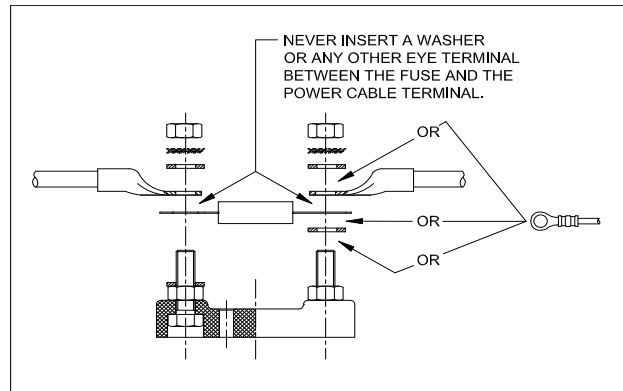 NEVER INSERT A WASHER
OR ANY OTHER EYE TERMINAL
BETWEEN THE FUSE AND THE
POWER CABLE TERMINAL.
OR
OR
OR